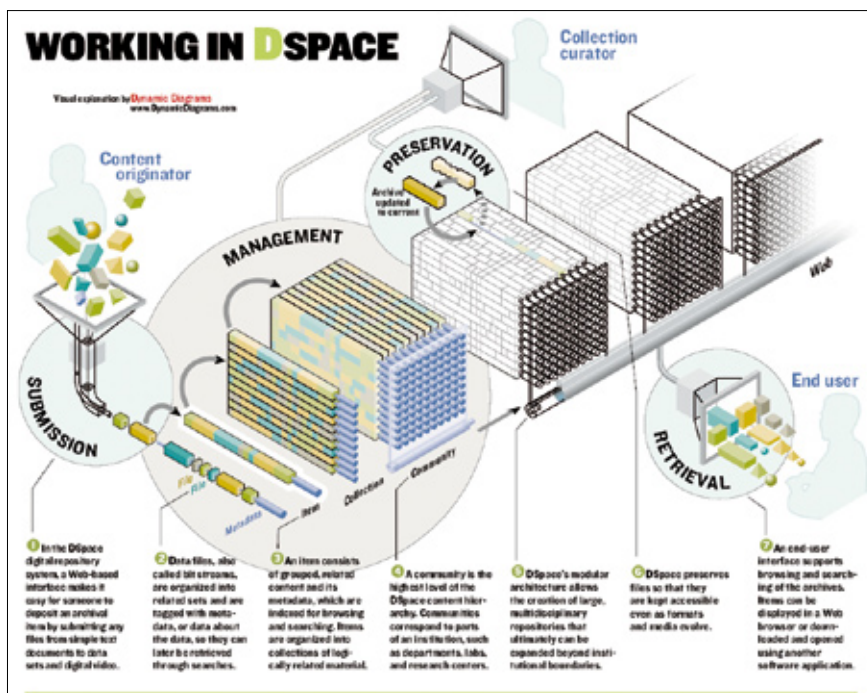 WORKING IN DSPACE
Visual explanation by Dynamic Diagrams
www.DynamicDiagrams.com
Collection
curator
Content
originator
PRESERVATION
Archive
updated
to current
MANAGEMENT
Web
SUBMISSION
End user
RETRIEVAL
File
File
Metadata
Item
Collection
Community
1 In the DSpace
digital repository
system, a Web-based
interface makes it
easy for someone to
deposit an archival
item by submitting any
files from simple text
documents to data
sets and digital video.
2 Data files, also
called bit streams,
are organized into
related sets and are
tagged with meta-
data, or data about
the data, so they can
later be retrieved
through searches.
3 An item consists
of grouped, related
content and its
metadata, which are
indexed for browsing
and searching. Items
are organized into
collections of logi-
cally related material.
4 A community is the
highest level of the
DSpace content hier-
archy. Communities
correspond to parts
of an institution, such
as departments, labs,
and research centers.
5 DSpace's modular
architecture allows
the creation of large,
multidisciplinary
repositories that
ultimately can be
expanded beyond insti-
tutional boundaries.
6 DSpace preserves
files so that they
are kept accessible
even as formats
and media evolve.
7 An end-user
interface supports
browsing and search-
ing of the archives.
Items can be
displayed in a Web
browser or down-
loaded and opened
using another
software application.